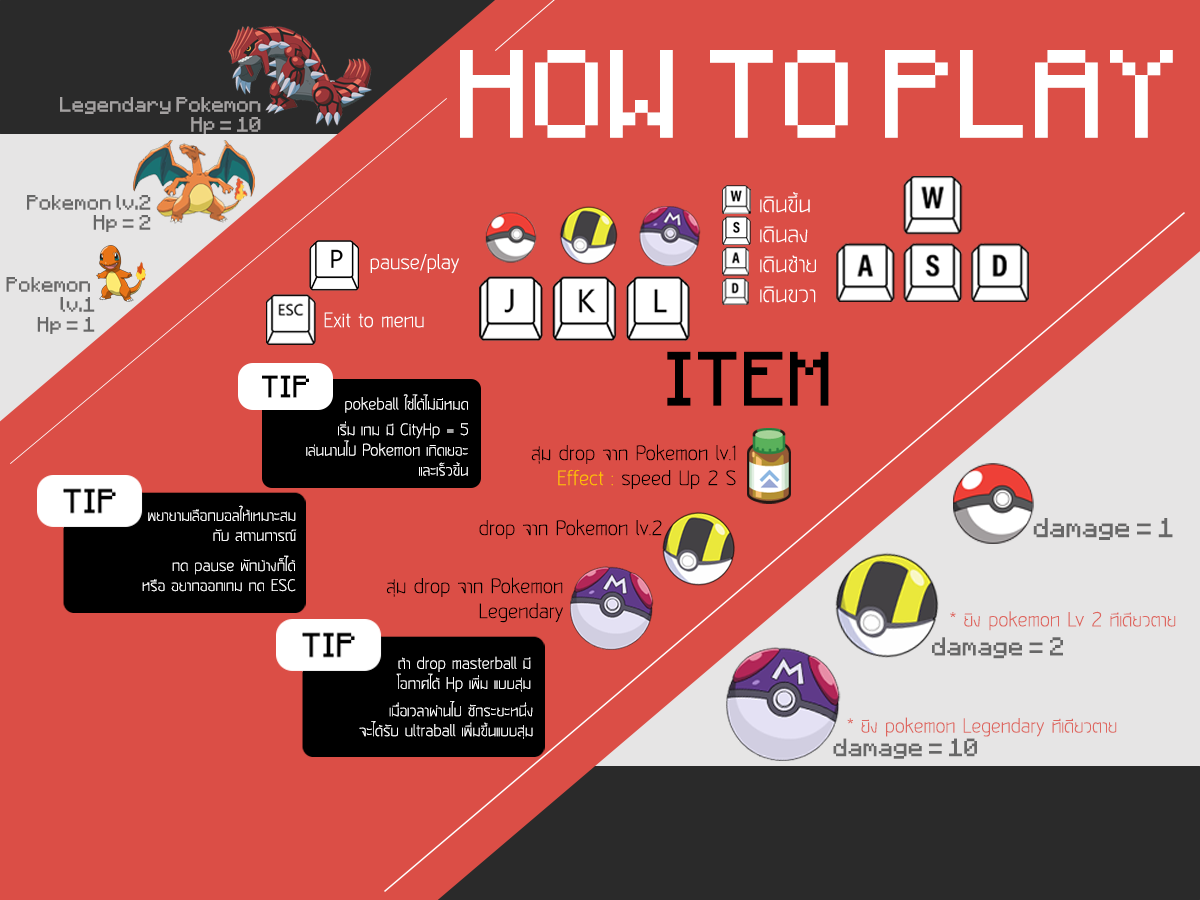 HOW TO PLAY
Legendary Pokemon
Hp = 10
Pokemon lv.2
Hp = 2
Pokemon
lv.1
Hp = 1
P
pause/play
ESC
Exit to menu
M
J
K
L
W เดินขึ้น
S เดินลง
A เดินซ้าย
D เดินขวา
W
A
S
D
ITEM
สุ่ม drop จาก Pokemon lv.1
Effect : speed Up 2 S
drop จาก Pokemon lv.2
สุ่ม drop จาก Pokemon
Legendary
M
TIP
pokeball ใช้ได้ไม่มีหมด
เริ่ม เกม มี CityHp = 5
เล่นนานไป Pokemon เกิดเยอะ
และเร็วขึ้น
TIP
พยายามเลือกบอลให้เหมาะสม
กับ สถานการณ์
กด pause พักบ้างก็ได้
หรือ อยากออกเกม กด ESC
TIP
ถ้า drop masterball มี
โอกาศได้ Hp เพิ่ม แบบสุ่ม
เมื่อเวลาผ่านไป ซักระยะหนึ่ง
จะได้รับ ultraball เพิ่มขึ้นแบบสุ่ม
damage = 1
* ยิง pokemon Lv 2 ทีเดียวตาย
damage = 2
M
* ยิง pokemon Legendary ทีเดียวตาย
damage = 10